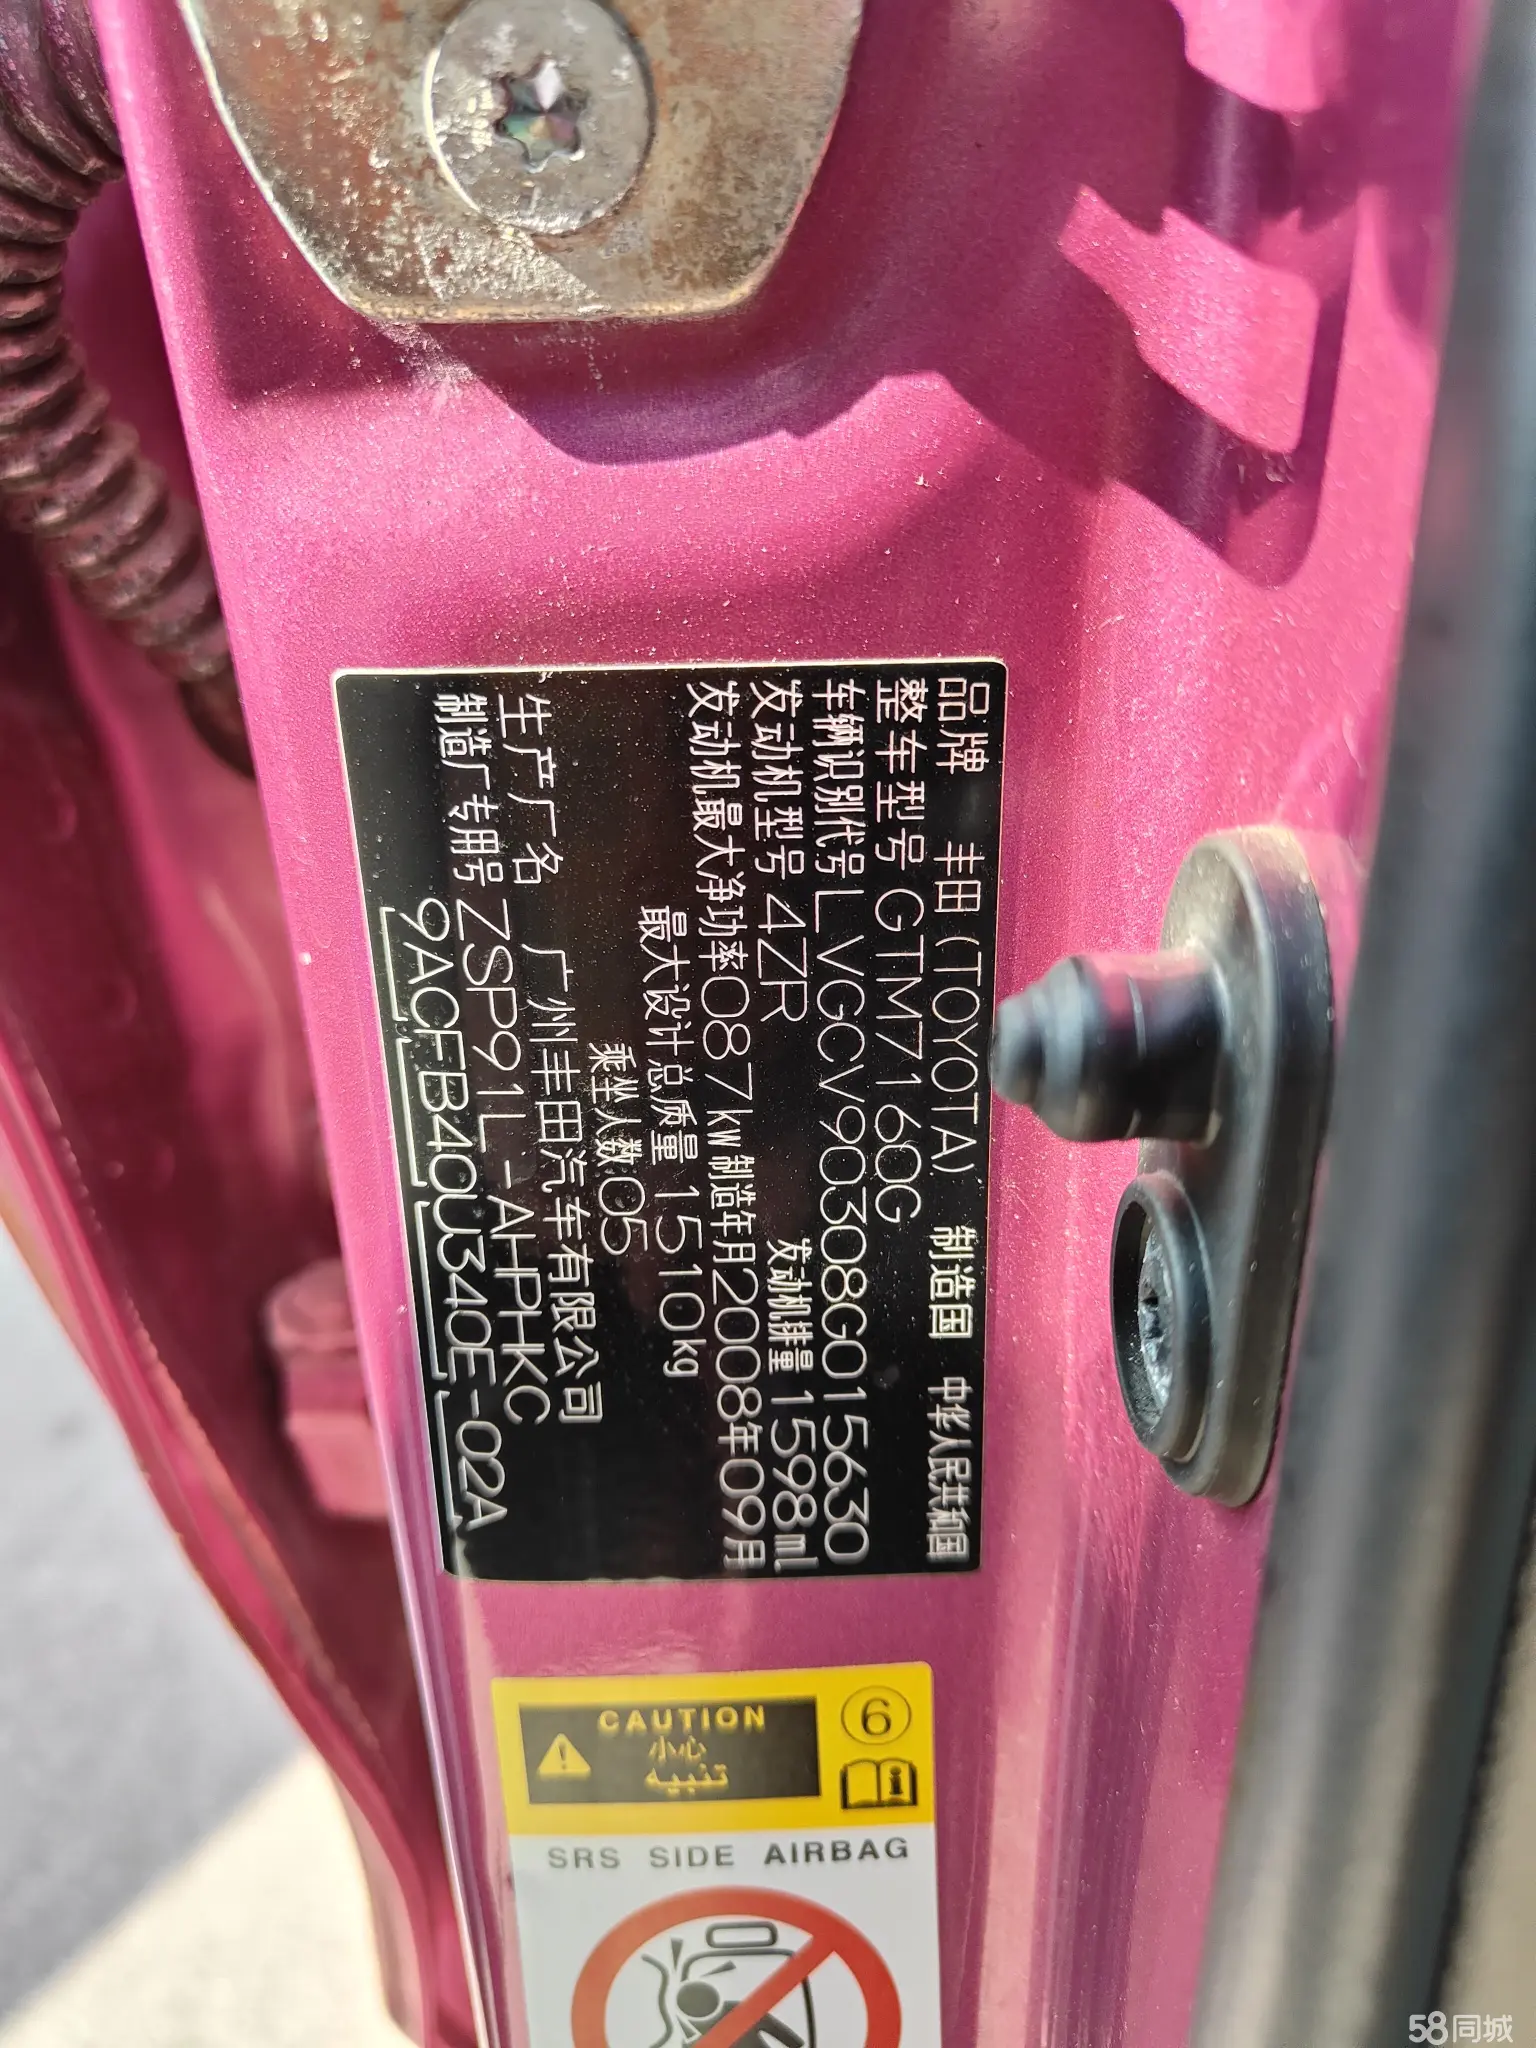 品牌 丰田(TOYOTA) 制造国 中华人民共和国
整车型号 GTM7160G
车辆识别代号 LVGCV90308G015630
发动机型号 4ZR 发动机排量 1598ml
发动机最大净功率 087kW 制造年月 2008年09月
最大设计总质量 1510kg
乘坐人数 05
生产厂名 广州丰田汽车有限公司
制造厂专用号 ZSP91L-AHPHKC
9ACFB40U340E-02A
CAUTION
小心
تنبيه
6
i
SRS SIDE AIRBAG
58同城